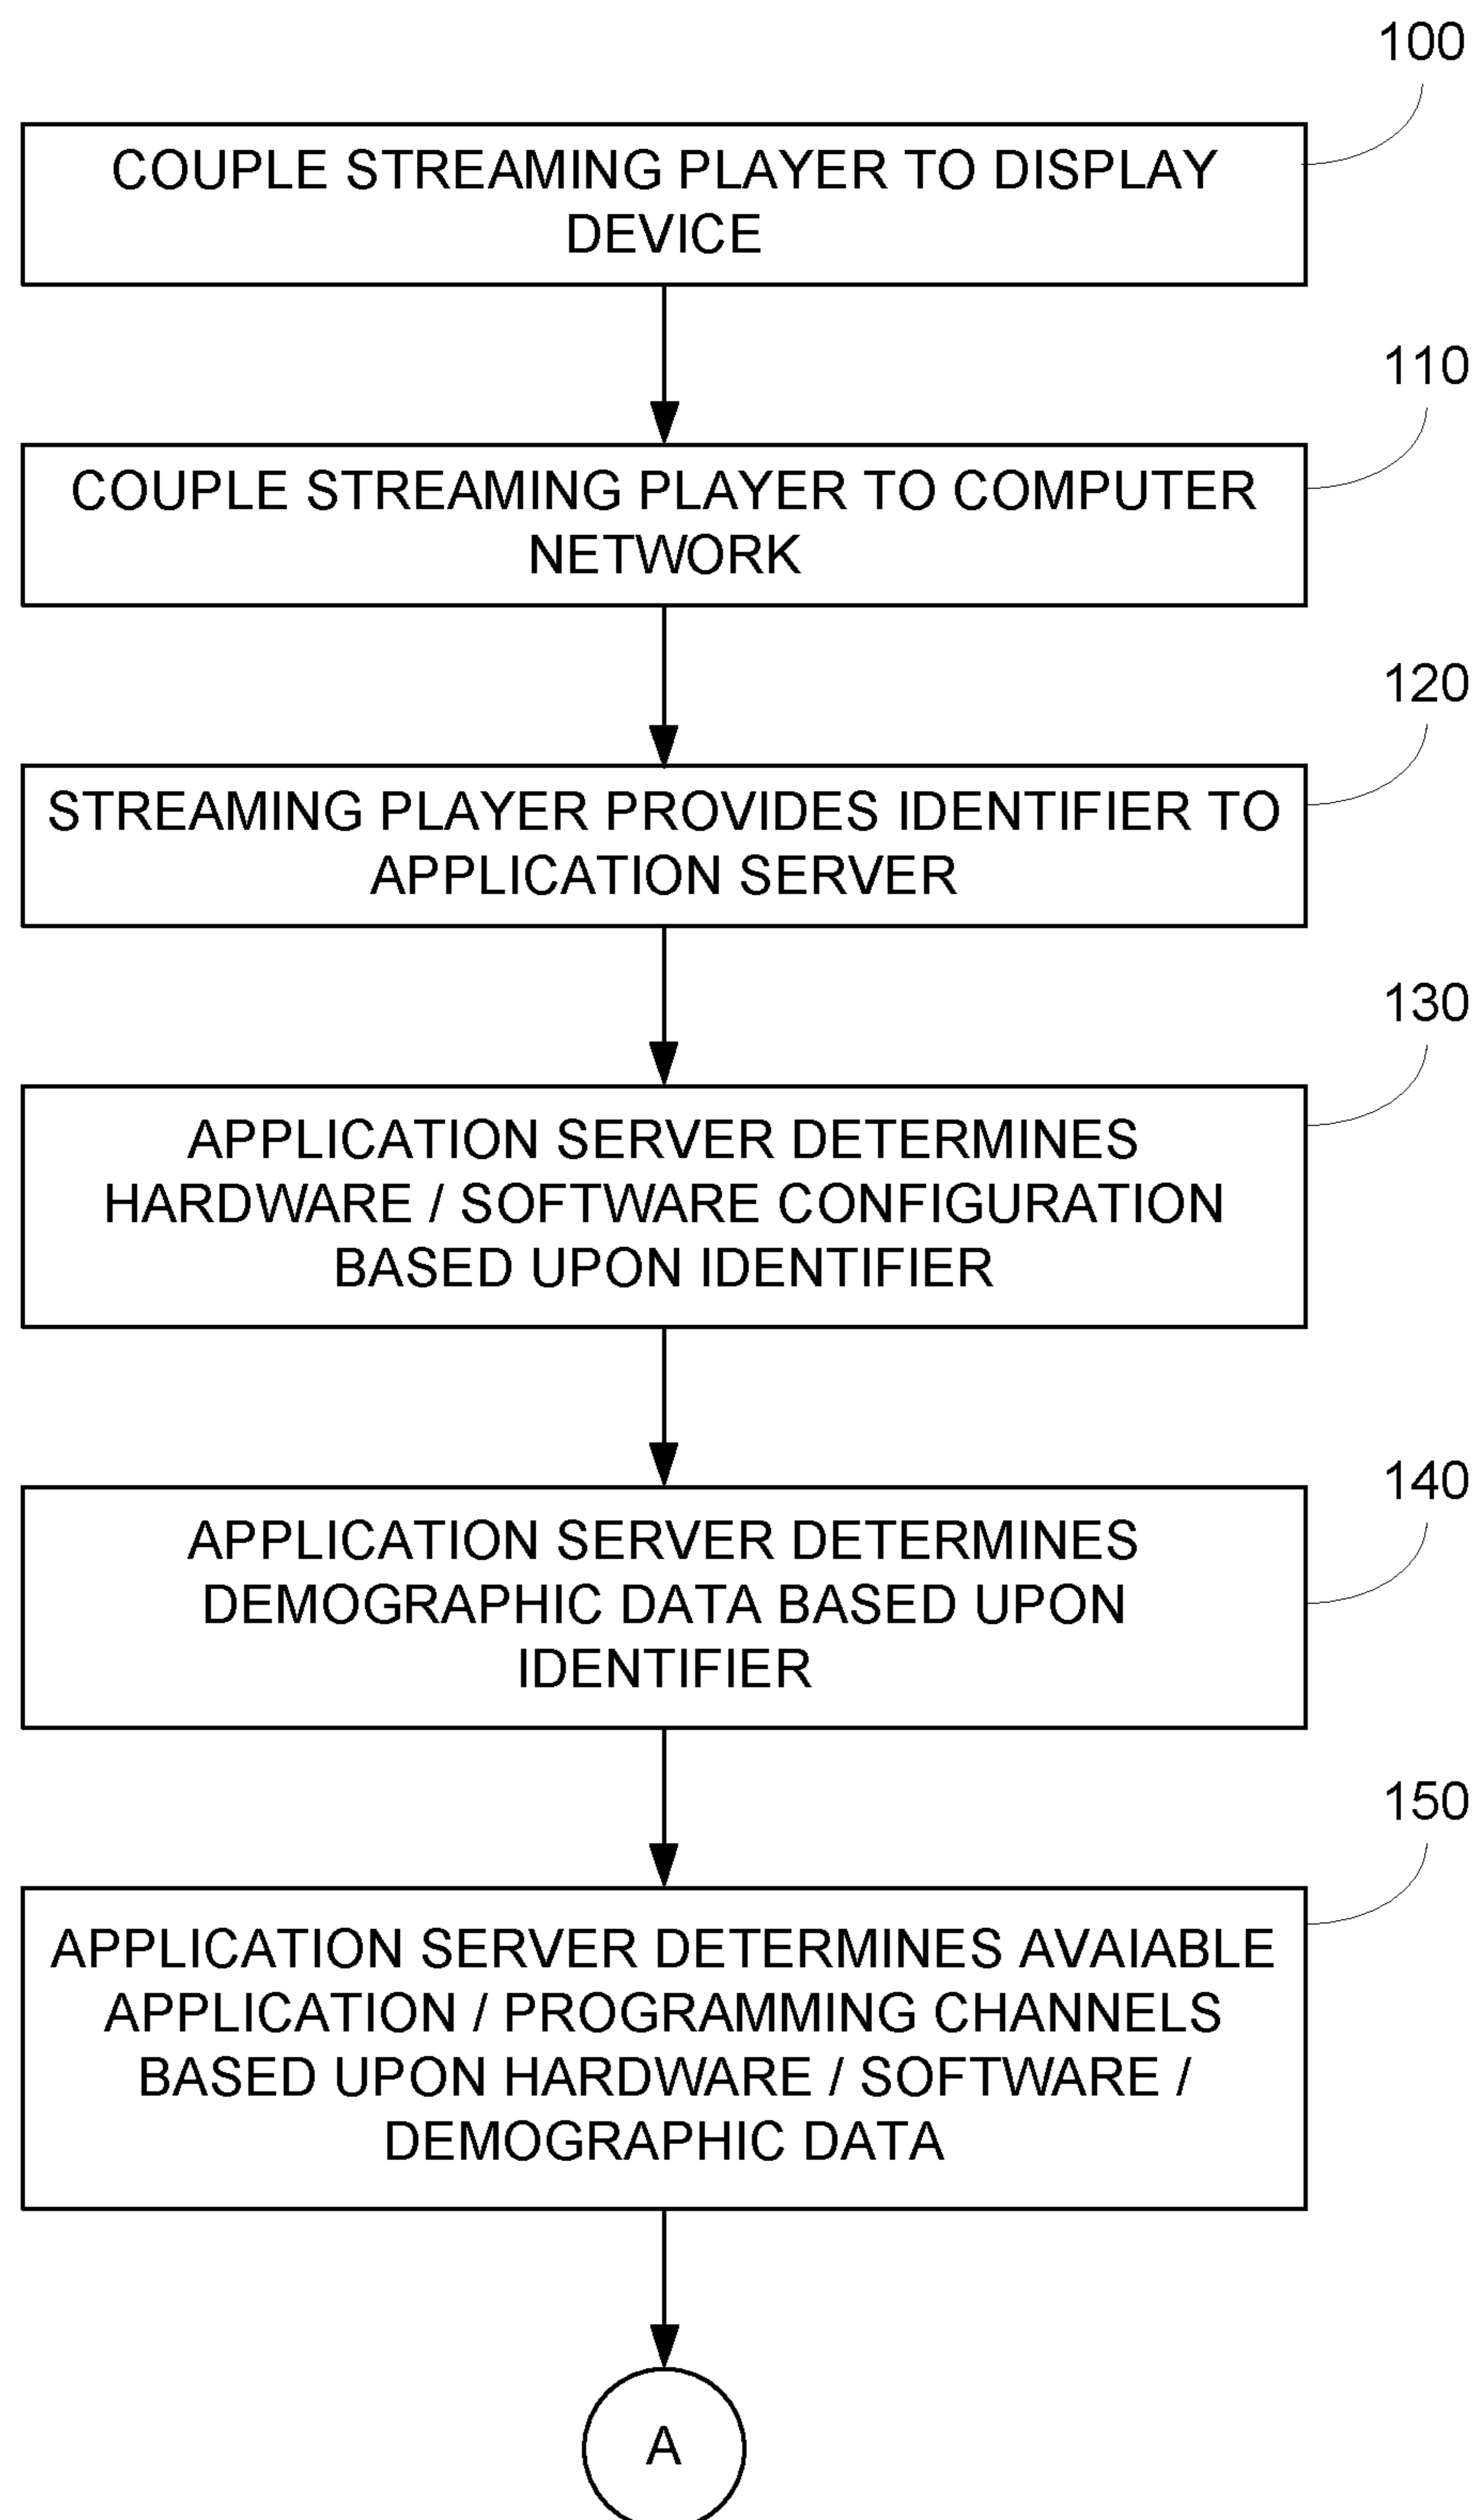 100
COUPLE STREAMING PLAYER TO DISPLAY
DEVICE
110
COUPLE STREAMING PLAYER TO COMPUTER
NETWORK
120
STREAMING PLAYER PROVIDES IDENTIFIER TO
APPLICATION SERVER
130
APPLICATION SERVER DETERMINES
HARDWARE / SOFTWARE CONFIGURATION
BASED UPON IDENTIFIER
140
APPLICATION SERVER DETERMINES
DEMOGRAPHIC DATA BASED UPON
IDENTIFIER
150
APPLICATION SERVER DETERMINES AVAIABLE
APPLICATION / PROGRAMMING CHANNELS
BASED UPON HARDWARE / SOFTWARE /
DEMOGRAPHIC DATA
A